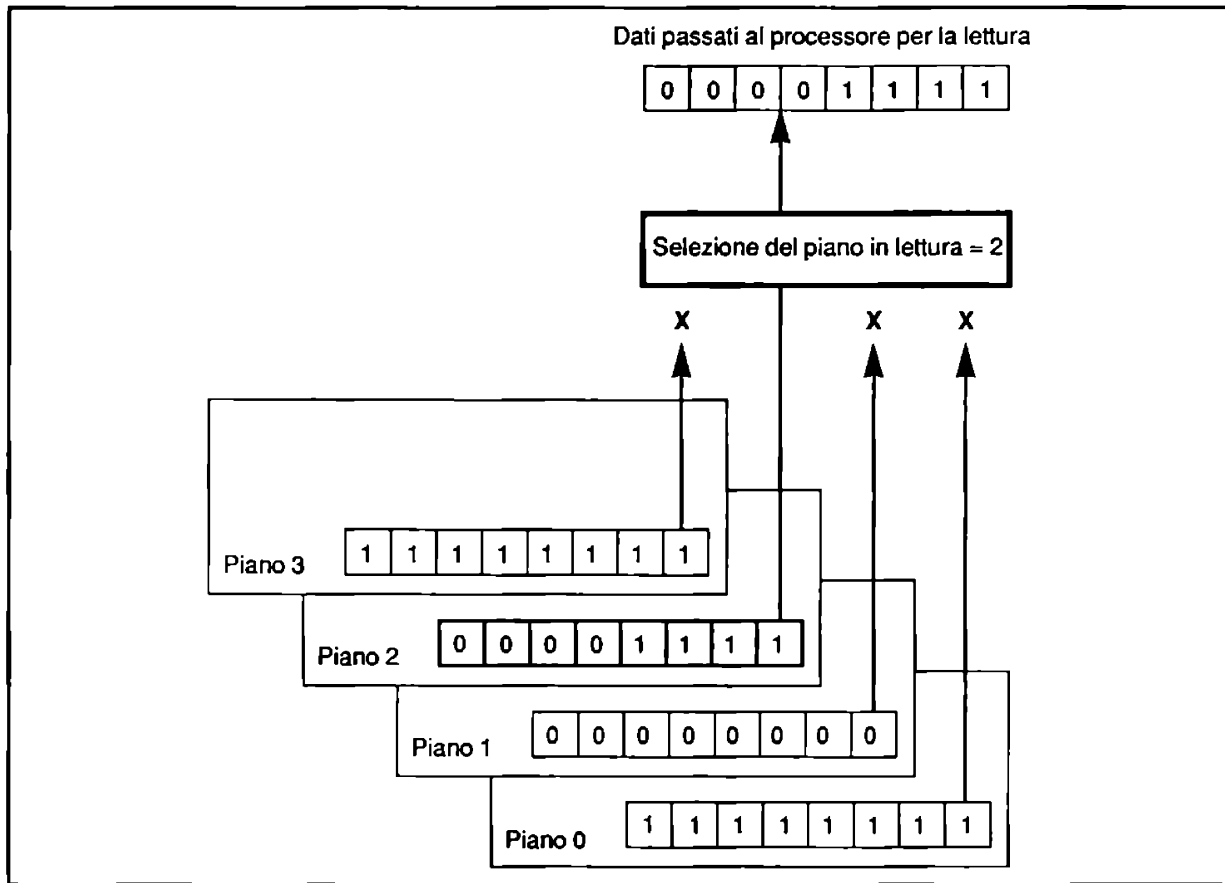 Dati passati al processore per la lettura
0 0 0 0 1 1 1 1
Selezione del piano in lettura = 2
X X X
1 1 1 1 1 1 1 1
Piano 3
0 0 0 0 1 1 1 1
Piano 2
0 0 0 0 0 0 0 0
Piano 1
1 1 1 1 1 1 1 1
Piano 0